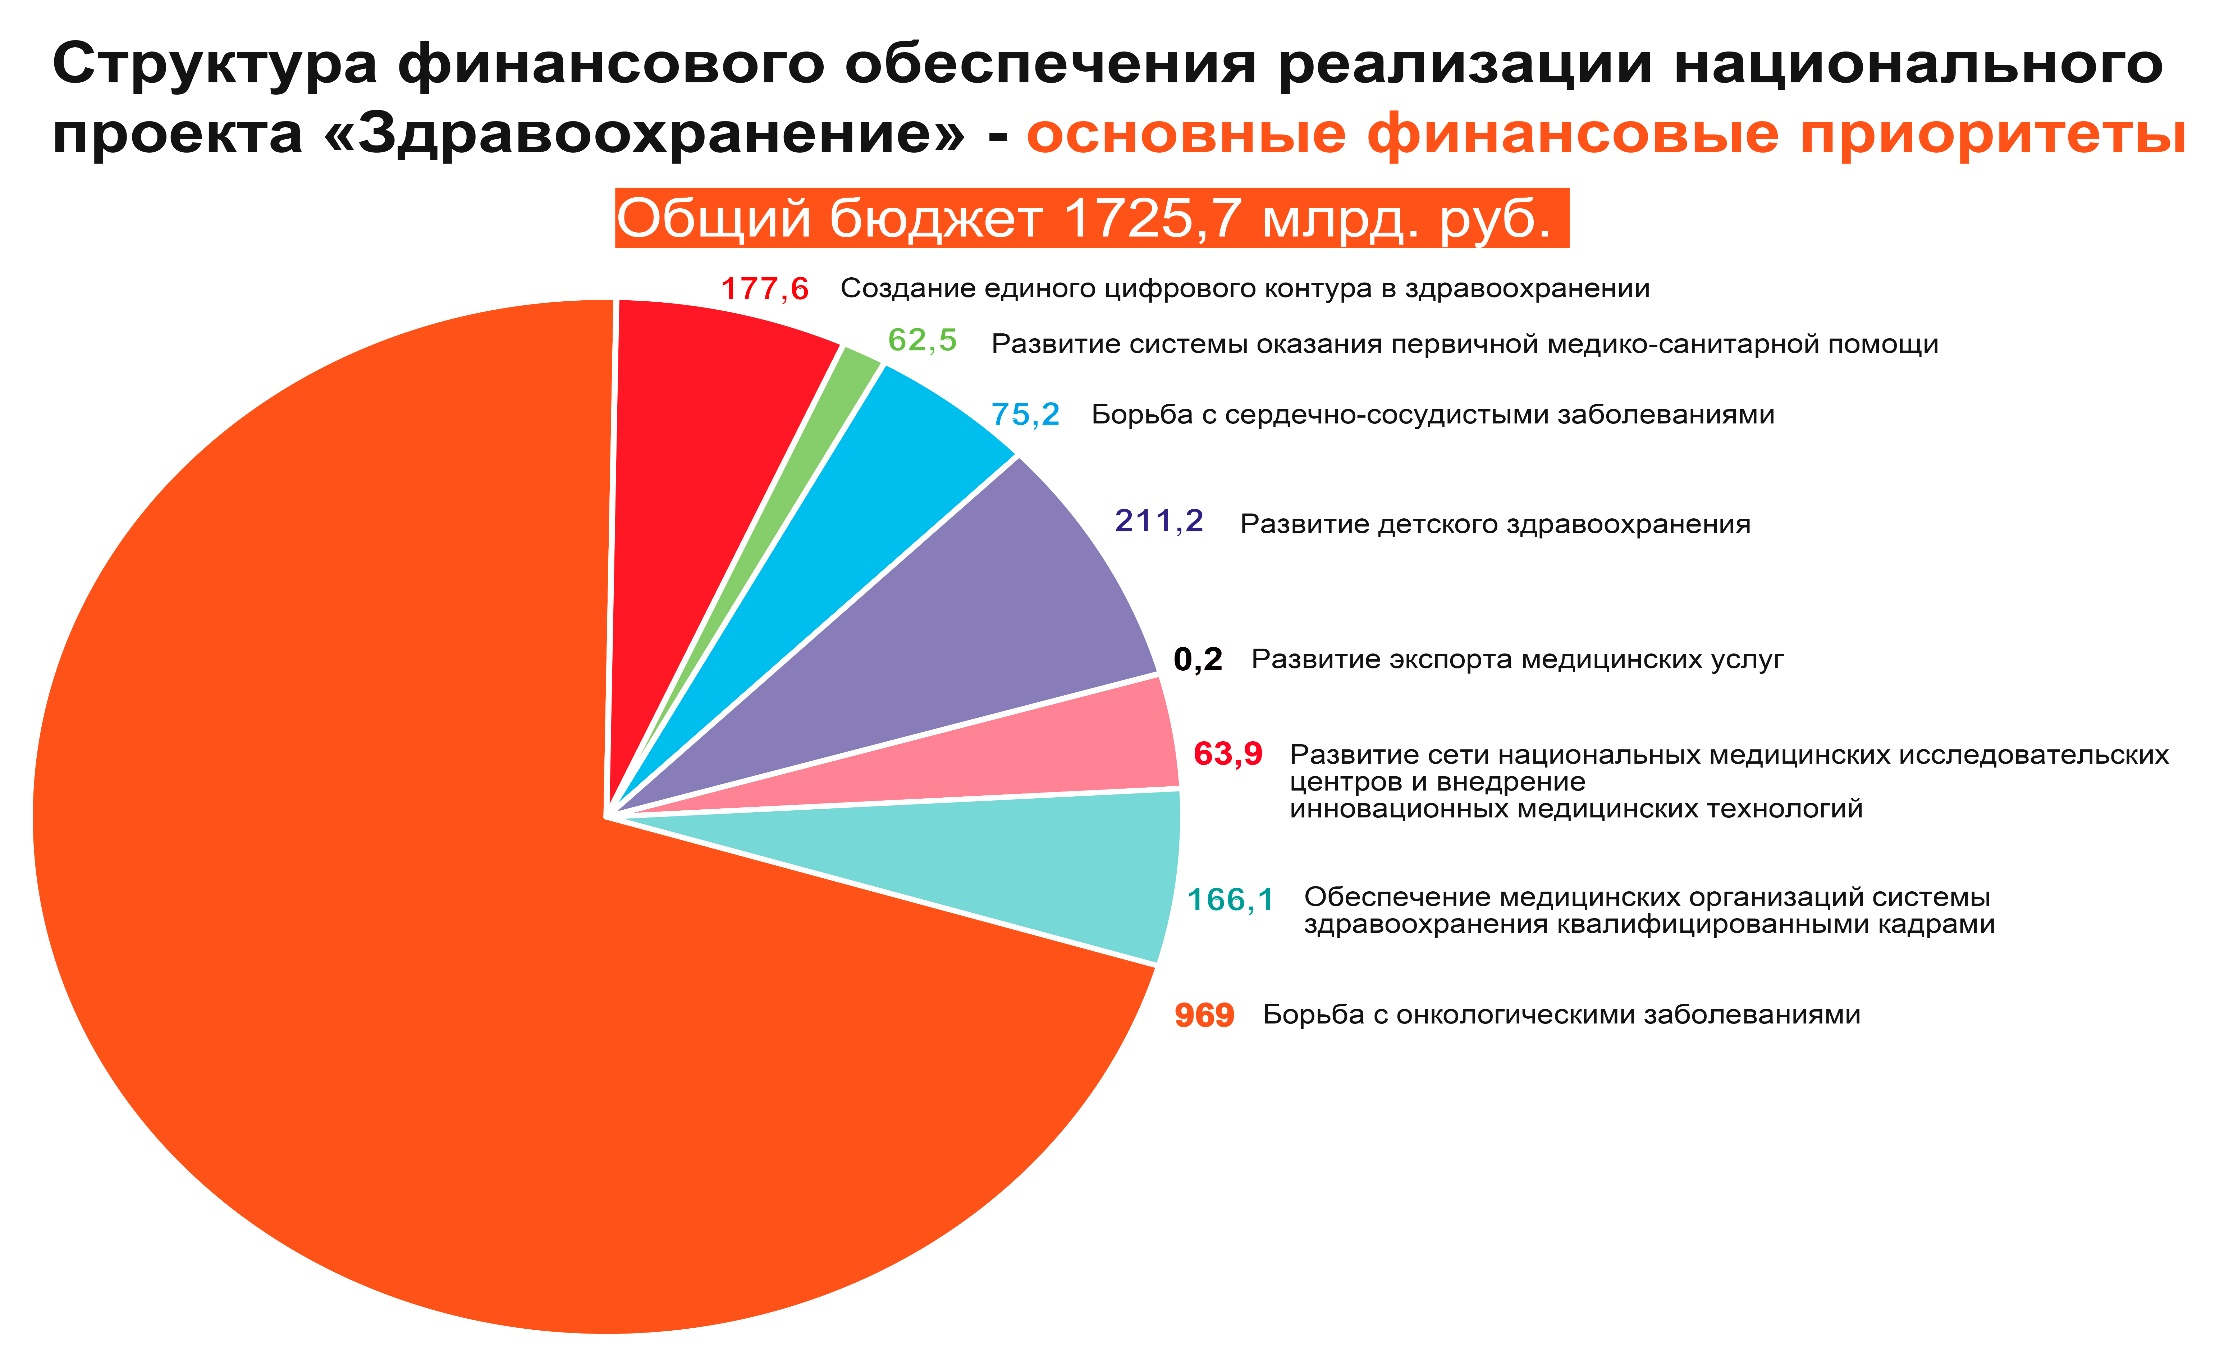 Структура финансового обеспечения реализации национального
проекта «Здравоохранение» - основные финансовые приоритеты
Общий бюджет 1725,7 млрд. руб.
177,6 Создание единого цифрового контура в здравоохранении
62,5 Развитие системы оказания первичной медико-санитарной помощи
75,2 Борьба с сердечно-сосудистыми заболеваниями
211,2 Развитие детского здравоохранения
0,2 Развитие экспорта медицинских услуг
63,9 Развитие сети национальных медицинских исследовательских
центров и внедрение
инновационных медицинских технологий
166,1 Обеспечение медицинских организаций системы
здравоохранения квалифицированными кадрами
969 Борьба с онкологическими заболеваниями